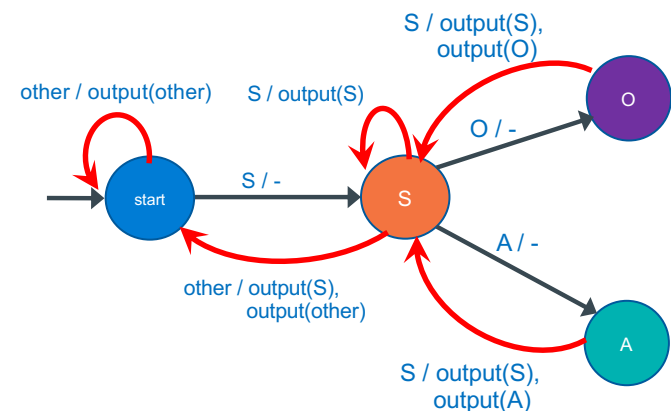 S / output(S),
output(O)
other / output(other)
S / output(S)
O
O / -
S / -
start
S
A / -
other / output(S),
output(other)
A
S / output(S),
output(A)